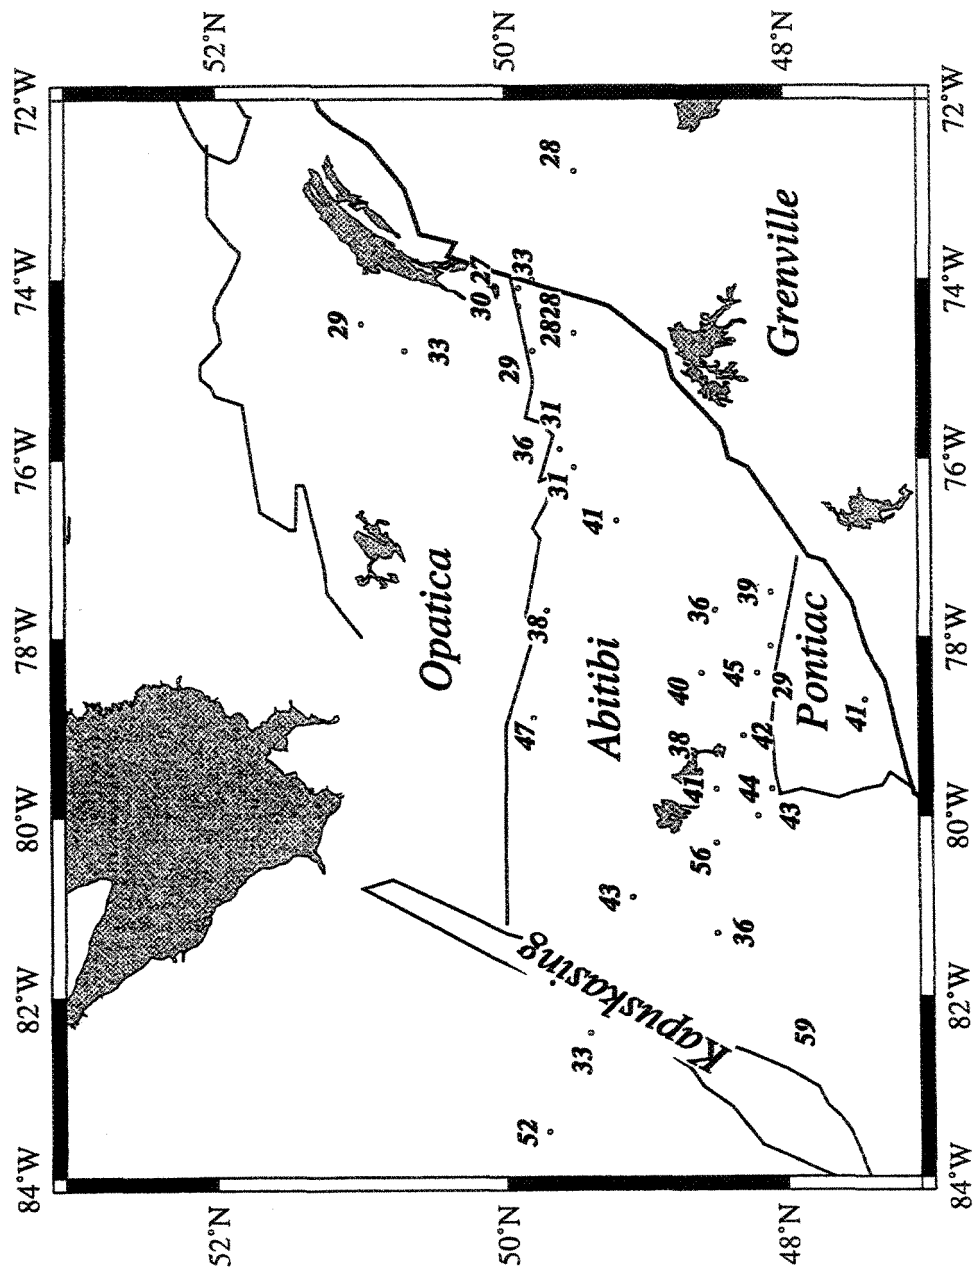 84°W
82°W
80°W
78°W
76°W
74°W
72°W
52°N
52°N
29
Opatica
33
30
27
50°N
29
50°N
52
47
36
33
38
31
2828
28
31
33
Abitibi
41
43
Kapuskasing
40
38
41
56
36
36
44
45
39
42
29
Grenville
48°N
43
48°N
59
Pontiac
41
84°W
82°W
80°W
78°W
76°W
74°W
72°W